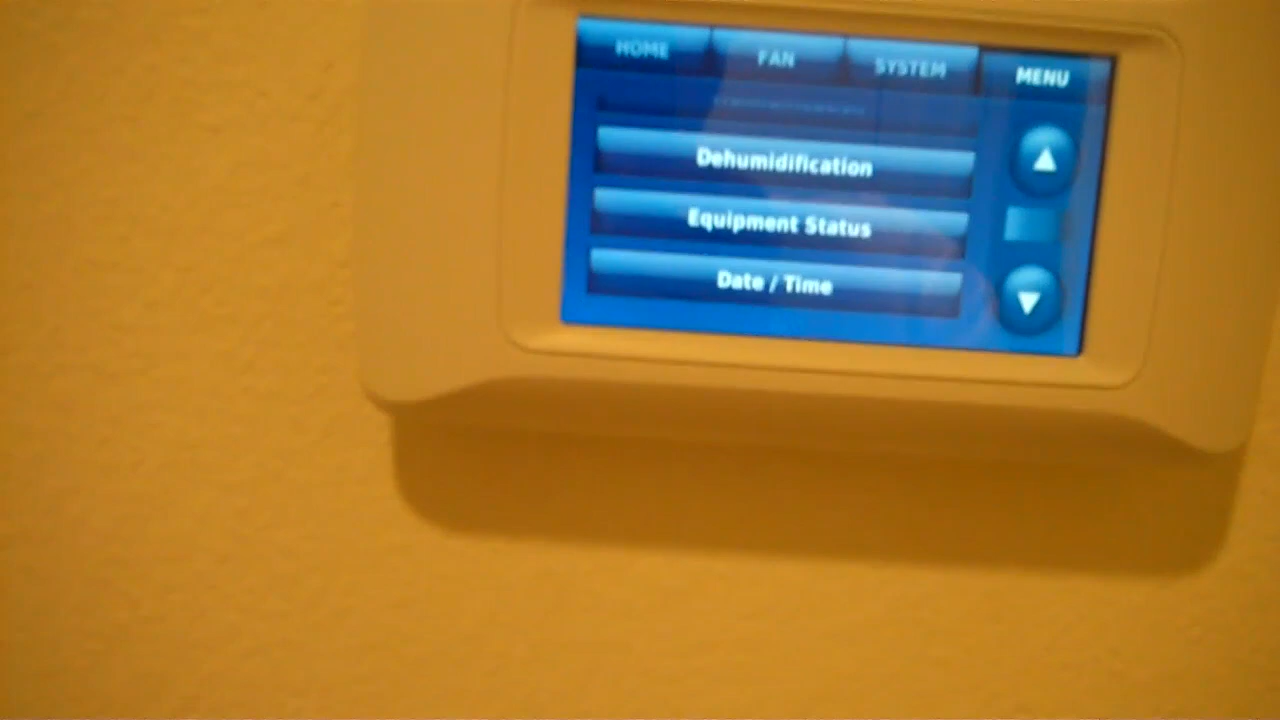 HOME FAN SYSTEM MENU
Dehumidification
Equipment Status
Date / Time